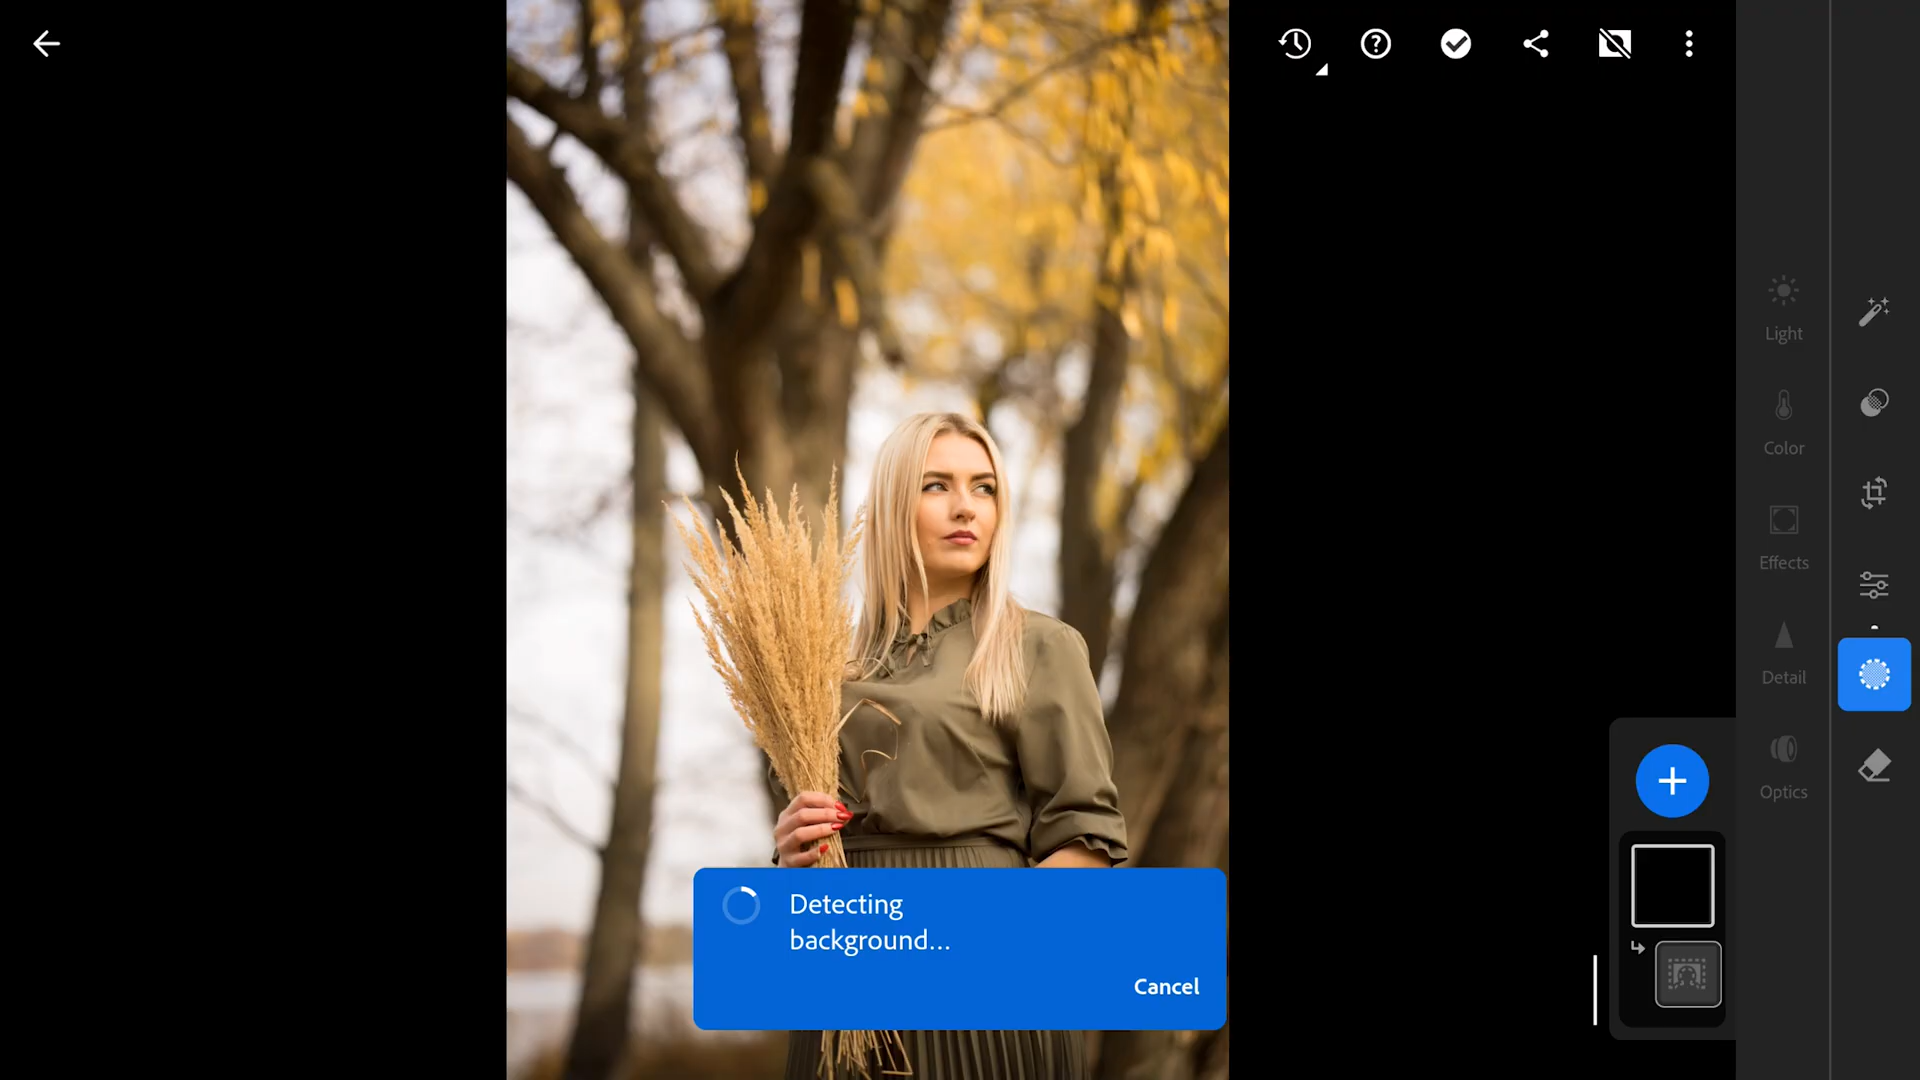 Light
Color
Effects
Detail
Optics
Detecting
background...
Cancel